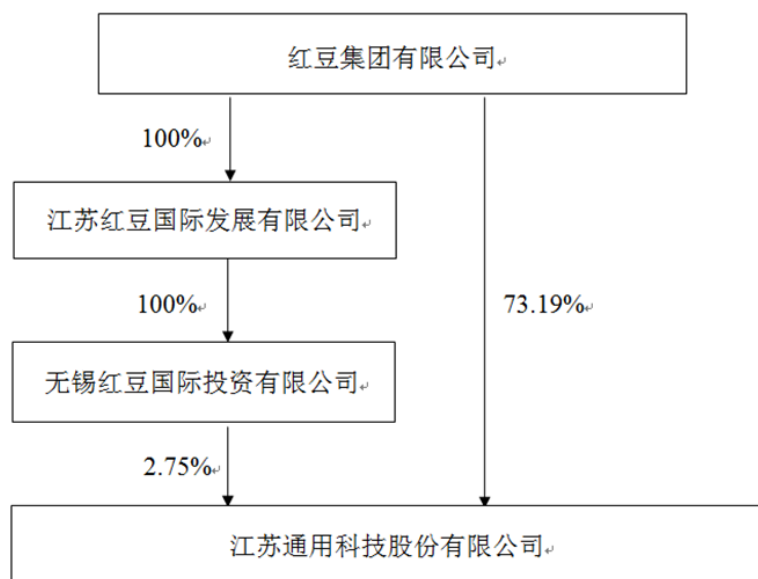 红豆集团有限公司
100%
江苏红豆国际发展有限公司
100%
73.19%
无锡红豆国际投资有限公司
2.75%
江苏通用科技股份有限公司